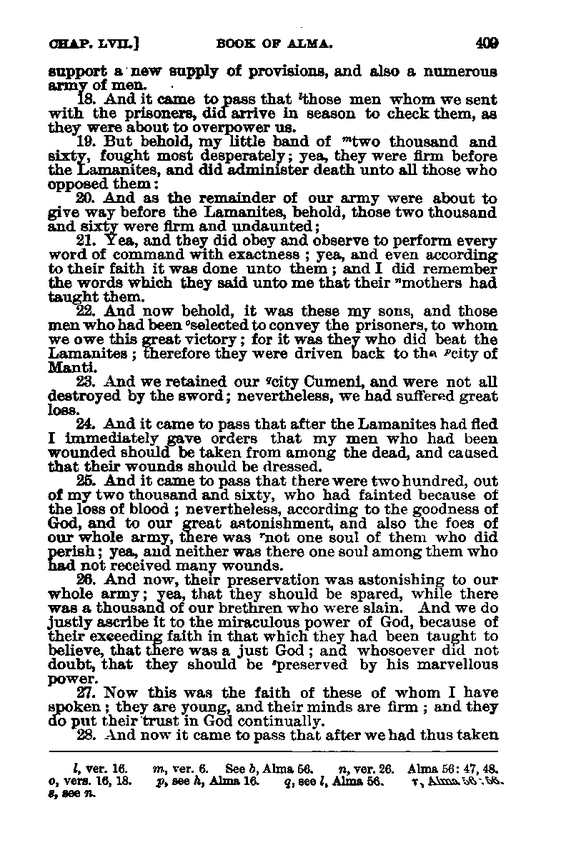 CHAP. LVII.] BOOK OF ALMA. 409
support a new supply of provisions, and also a numerous
army of men.
18. And it came to pass that ˡthose men whom we sent
with the prisoners, did arrive in season to check them, as
they were about to overpower us.
19. But behold, my little band of ᵐtwo thousand and
sixty, fought most desperately; yea, they were firm before
the Lamanites, and did administer death unto all those who
opposed them:
20. And as the remainder of our army were about to
give way before the Lamanites, behold, those two thousand
and sixty were firm and undaunted;
21. Yea, and they did obey and observe to perform every
word of command with exactness ; yea, and even according
to their faith it was done unto them ; and I did remember
the words which they said unto me that their ⁿmothers had
taught them.
22. And now behold, it was these my sons, and those
men who had been ᵒselected to convey the prisoners, to whom
we owe this great victory ; for it was they who did beat the
Lamanites ; therefore they were driven back to the ᵖcity of
Manti.
23. And we retained our ᑫcity Cumeni, and were not all
destroyed by the sword; nevertheless, we had suffered great
loss.
24. And it came to pass that after the Lamanites had fled
I immediately gave orders that my men who had been
wounded should be taken from among the dead, and caused
that their wounds should be dressed.
25. And it came to pass that there were two hundred, out
of my two thousand and sixty, who had fainted because of
the loss of blood ; nevertheless, according to the goodness of
God, and to our great astonishment, and also the foes of
our whole army, there was ʳnot one soul of them who did
perish; yea, and neither was there one soul among them who
had not received many wounds.
26. And now, their preservation was astonishing to our
whole army; yea, that they should be spared, while there
was a thousand of our brethren who were slain. And we do
justly ascribe it to the miraculous power of God, because of
their exceeding faith in that which they had been taught to
believe, that there was a just God ; and whosoever did not
doubt, that they should be ˢpreserved by his marvellous
power.
27. Now this was the faith of these of whom I have
spoken ; they are young, and their minds are firm ; and they
do put their trust in God continually.
28. And now it came to pass that after we had thus taken
l, ver. 16. m, ver. 6. See b, Alma 56. n, ver. 26. Alma 56: 47, 48.
o, vers. 16, 18. p, see h, Alma 16. q, see l, Alma 56. r, Alma 56: 56.
s, see n.